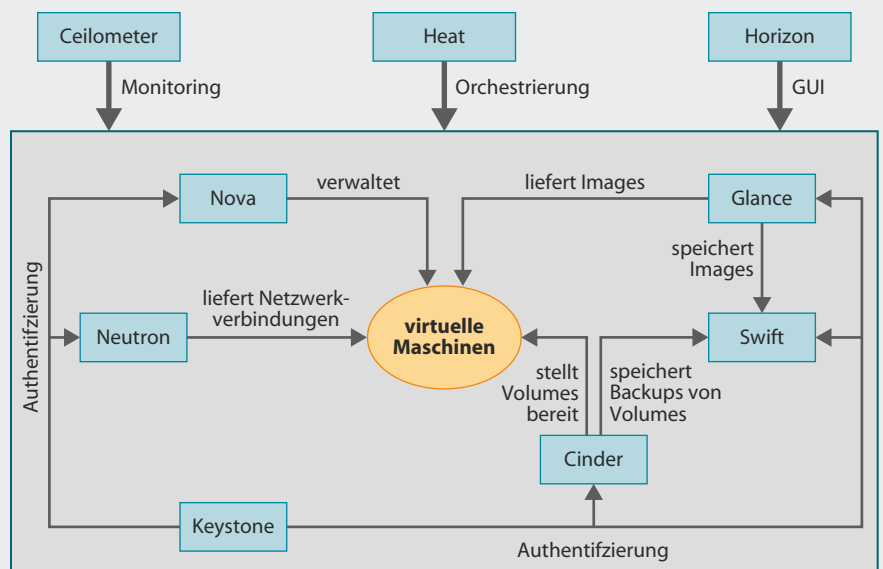 Ceilometer
Heat
Horizon
Monitoring
Orchestrierung
GUI
Nova
verwaltet
liefert Images
Glance
speichert
Images
Authentifzierung
liefert Netzwerk-
verbindungen
Neutron
virtuelle
Maschinen
Swift
stellt
Volumes
bereit
speichert
Backups von
Volumes
Cinder
Keystone
Authentifzierung